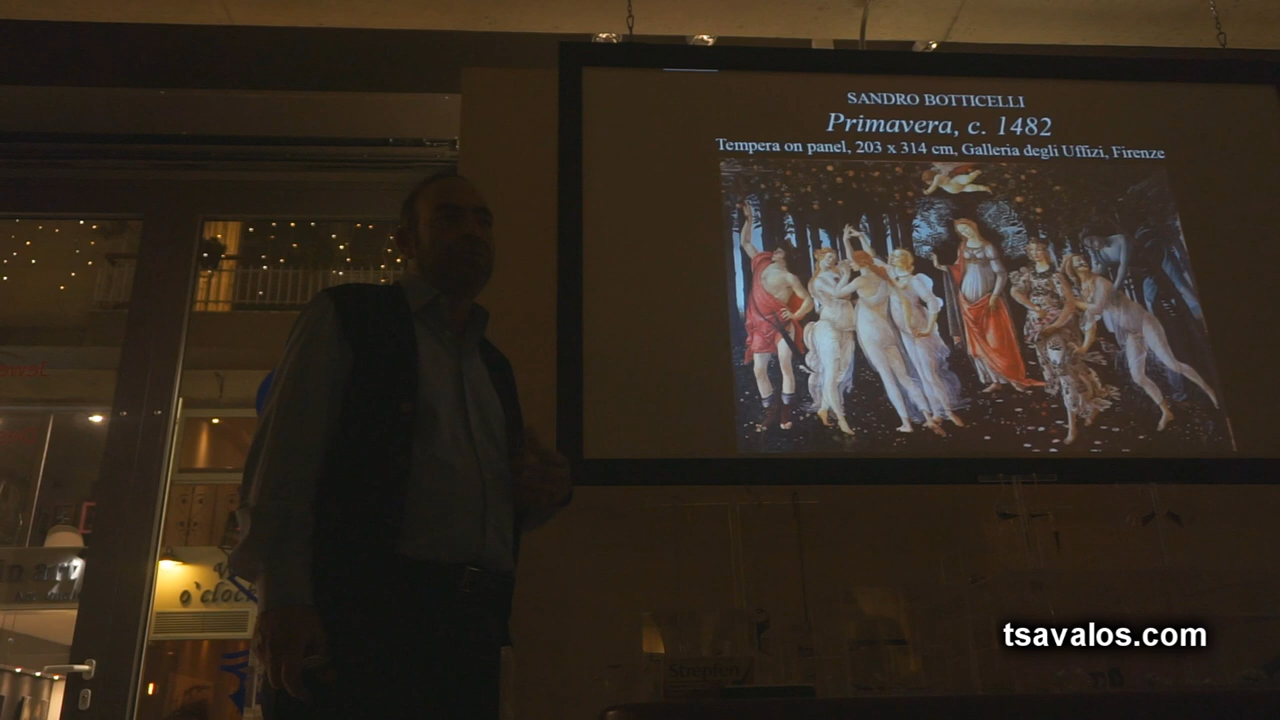 SANDRO BOTTICELLI
Primavera, c. 1482
Tempera on panel, 203 x 314 cm, Galleria degli Uffizi, Firenze
o'clock
tsavalos.com